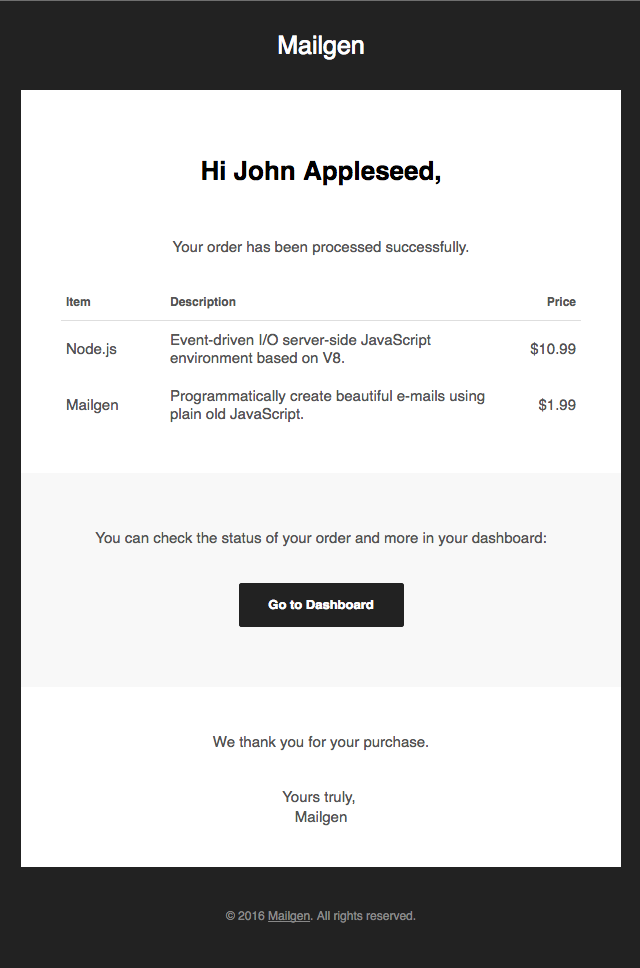 Mailgen
Hi John Appleseed,
Your order has been processed successfully.
Item Description Price
Node.js Event-driven I/O server-side JavaScript environment based on V8. $10.99
Mailgen Programmatically create beautiful e-mails using plain old JavaScript. $1.99
You can check the status of your order and more in your dashboard:
Go to Dashboard
We thank you for your purchase.
Yours truly,
Mailgen
© 2016 Mailgen. All rights reserved.